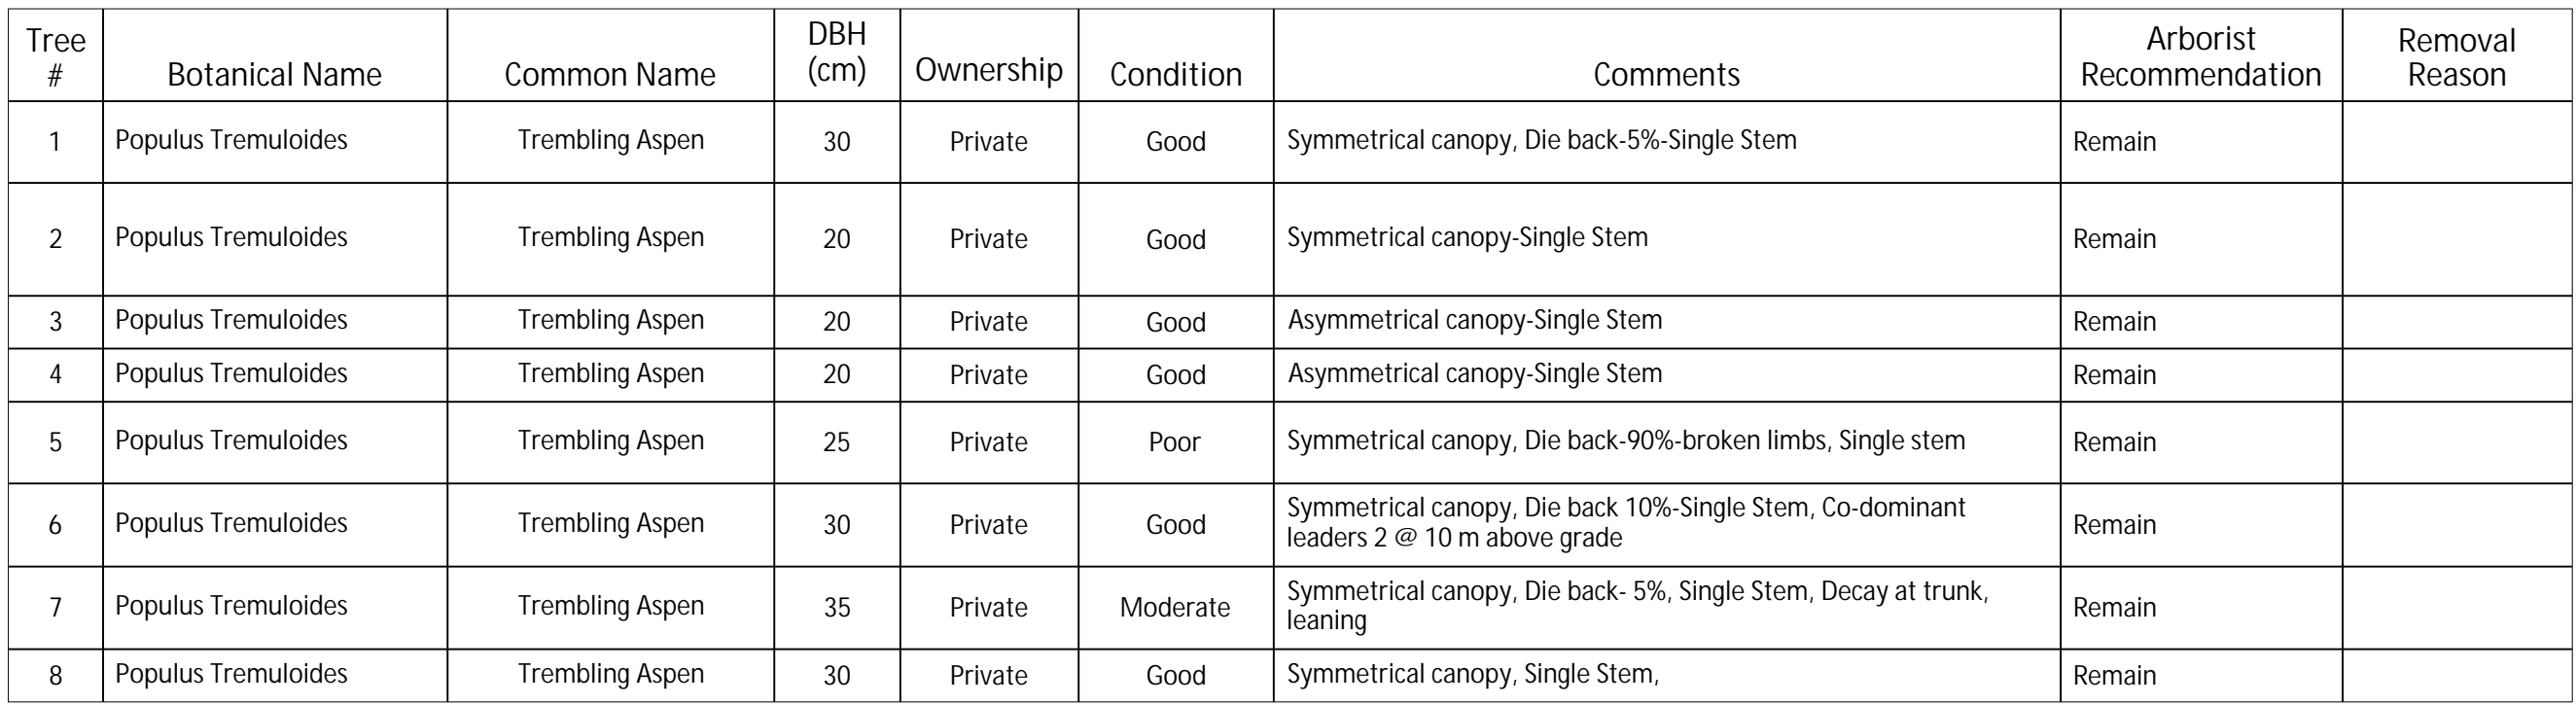 Tree # Botanical Name Common Name DBH (cm) Ownership Condition Comments Arborist Recommendation Removal Reason
1 Populus Tremuloides Trembling Aspen 30 Private Good Symmetrical canopy, Die back-5%-Single Stem Remain
2 Populus Tremuloides Trembling Aspen 20 Private Good Symmetrical canopy-Single Stem Remain
3 Populus Tremuloides Trembling Aspen 20 Private Good Asymmetrical canopy-Single Stem Remain
4 Populus Tremuloides Trembling Aspen 20 Private Good Asymmetrical canopy-Single Stem Remain
5 Populus Tremuloides Trembling Aspen 25 Private Poor Symmetrical canopy, Die back-90%-broken limbs, Single stem Remain
6 Populus Tremuloides Trembling Aspen 30 Private Good Symmetrical canopy, Die back 10%-Single Stem, Co-dominant leaders 2 @ 10 m above grade Remain
7 Populus Tremuloides Trembling Aspen 35 Private Moderate Symmetrical canopy, Die back- 5%, Single Stem, Decay at trunk, leaning Remain
8 Populus Tremuloides Trembling Aspen 30 Private Good Symmetrical canopy, Single Stem, Remain